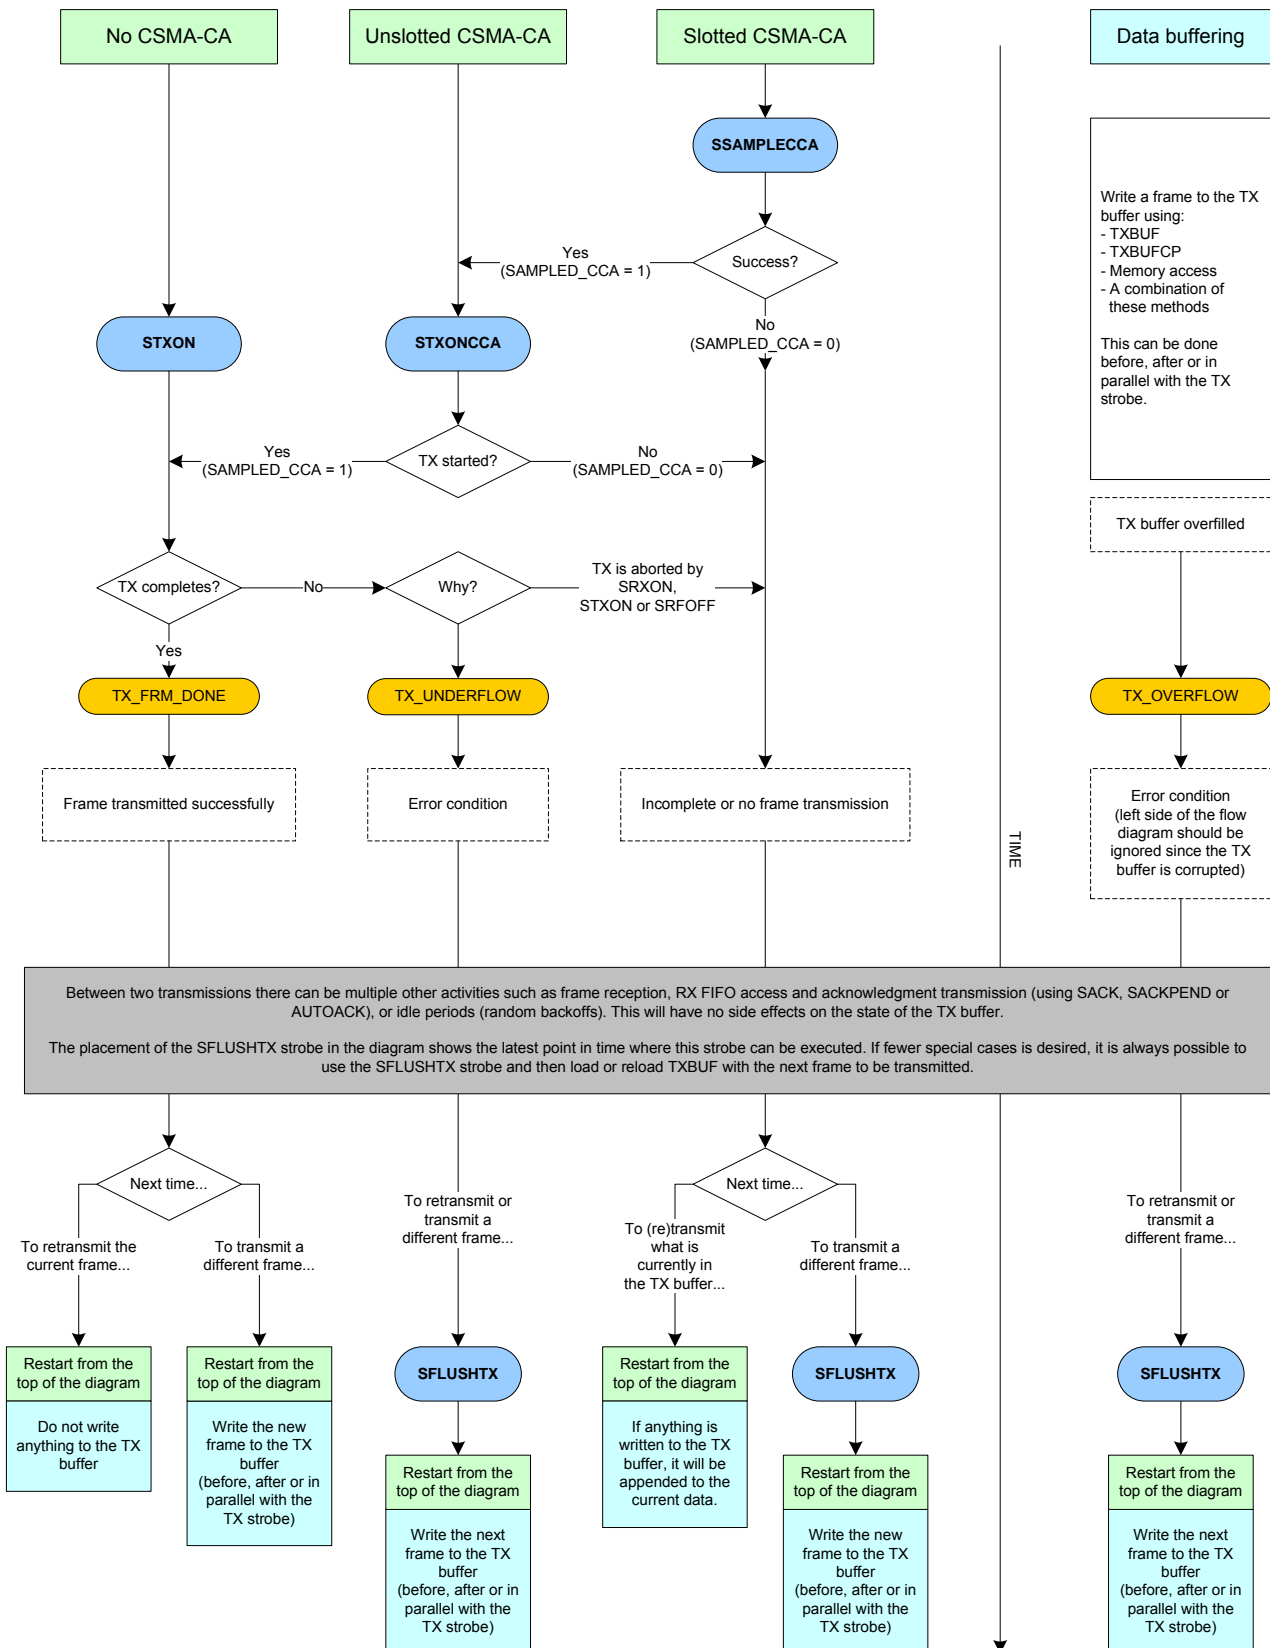 No CSMA-CA
Unslotted CSMA-CA
Slotted CSMA-CA
Data buffering
SSAMPLECCA
Write a frame to the TX
buffer using:
- TXBUF
- TXBUFCP
- Memory access
- A combination of
these methods
This can be done
before, after or in
parallel with the TX
strobe.
Yes
(SAMPLED_CCA = 1)
Success?
No
(SAMPLED_CCA = 0)
STXON
STXONCCA
Yes
(SAMPLED_CCA = 1)
TX started?
No
(SAMPLED_CCA = 0)
TX buffer overfilled
TX completes?
No
Why?
TX is aborted by
SRXON,
STXON or SRFOFF
Yes
TX_FRM_DONE
TX_UNDERFLOW
TX_OVERFLOW
Frame transmitted successfully
Error condition
Incomplete or no frame transmission
TIME
Error condition
(left side of the flow
diagram should be
ignored since the TX
buffer is corrupted)
Between two transmissions there can be multiple other activities such as frame reception, RX FIFO access and acknowledgment transmission (using SACK, SACKPEND or
AUTOACK), or idle periods (random backoffs). This will have no side effects on the state of the TX buffer.
The placement of the SFLUSHTX strobe in the diagram shows the latest point in time where this strobe can be executed. If fewer special cases is desired, it is always possible to
use the SFLUSHTX strobe and then load or reload TXBUF with the next frame to be transmitted.
Next time...
To retransmit the
current frame...
To transmit a
different frame...
To retransmit or
transmit a
different frame...
Next time...
To (re)transmit
what is
currently in
the TX buffer...
To transmit a
different frame...
To retransmit or
transmit a
different frame...
Restart from the
top of the diagram
Do not write
anything to the TX
buffer
Restart from the
top of the diagram
Write the new
frame to the TX
buffer
(before, after or in
parallel with the
TX strobe)
SFLUSHTX
Restart from the
top of the diagram
Write the next
frame to the TX
buffer
(before, after or in
parallel with the
TX strobe)
Restart from the
top of the diagram
If anything is
written to the TX
buffer, it will be
appended to the
current data.
SFLUSHTX
Restart from the
top of the diagram
Write the new
frame to the TX
buffer
(before, after or in
parallel with the
TX strobe)
SFLUSHTX
Restart from the
top of the diagram
Write the next
frame to the TX
buffer
(before, after or in
parallel with the
TX strobe)